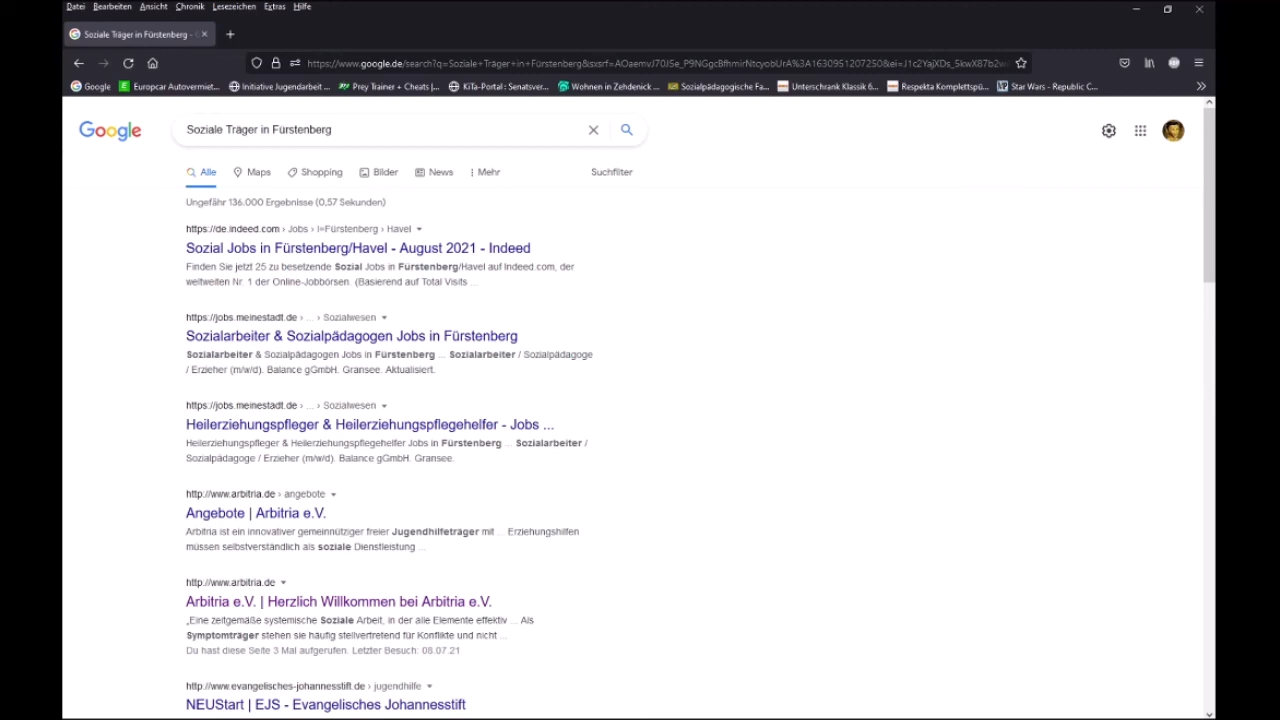 Datei Bearbeiten Ansicht Chronik Lesezeichen Extras Hilfe
Soziale Träger in Fürstenberg -
https://www.google.de/search?q=Soziale+Träger+in+Fürstenberg&sxsrf=
Google Europcar Autovermiet... Initiative Jugendarbeit ... Prey Trainer + Cheats |... KiTa-Portal : Senatsver... Wohnen in Zehdenick ... Sozialpädagogische Fa... Unterschrank Klassik 6... Respekta Komplettspü... Star Wars - Republic C...
Google
Soziale Träger in Fürstenberg
Alle Maps Shopping Bilder News Mehr Suchfilter
Ungefähr 136.000 Ergebnisse (0,57 Sekunden)
https://de.indeed.com › Jobs › l=Fürstenberg › Havel
Sozial Jobs in Fürstenberg/Havel - August 2021 - Indeed
Finden Sie jetzt 25 zu besetzende Sozial Jobs in Fürstenberg/Havel auf Indeed.com, der
weltweiten Nr. 1 der Online-Jobbörsen. (Basierend auf Total Visits ...
https://jobs.meinestadt.de › ... › Sozialwesen
Sozialarbeiter & Sozialpädagogen Jobs in Fürstenberg
Sozialarbeiter & Sozialpädagogen Jobs in Fürstenberg ... Sozialarbeiter / Sozialpädagoge
/ Erzieher (m/w/d). Balance gGmbH. Gransee. Aktualisiert.
https://jobs.meinestadt.de › ... › Sozialwesen
Heilerziehungspfleger & Heilerziehungspflegehelfer - Jobs ...
Heilerziehungspfleger & Heilerziehungspflegehelfer Jobs in Fürstenberg ... Sozialarbeiter /
Sozialpädagoge / Erzieher (m/w/d). Balance gGmbH. Gransee.
http://www.arbitria.de › angebote
Angebote | Arbitria e.V.
Arbitria ist ein innovativer gemeinnütziger freier Jugendhilfeträger mit ... Erziehungshilfen
müssen selbstverständlich als soziale Dienstleistung ...
http://www.arbitria.de
Arbitria e.V. | Herzlich Willkommen bei Arbitria e.V.
„Eine zeitgemäße systemische Soziale Arbeit, in der alle Elemente effektiv ... Als
Symptomträger stehen sie häufig stellvertretend für Konflikte und nicht ...
Du hast diese Seite 3 Mal aufgerufen. Letzter Besuch: 08.07.21
http://www.evangelisches-johannesstift.de › jugendhilfe
NEUStart | EJS - Evangelisches Johannesstift